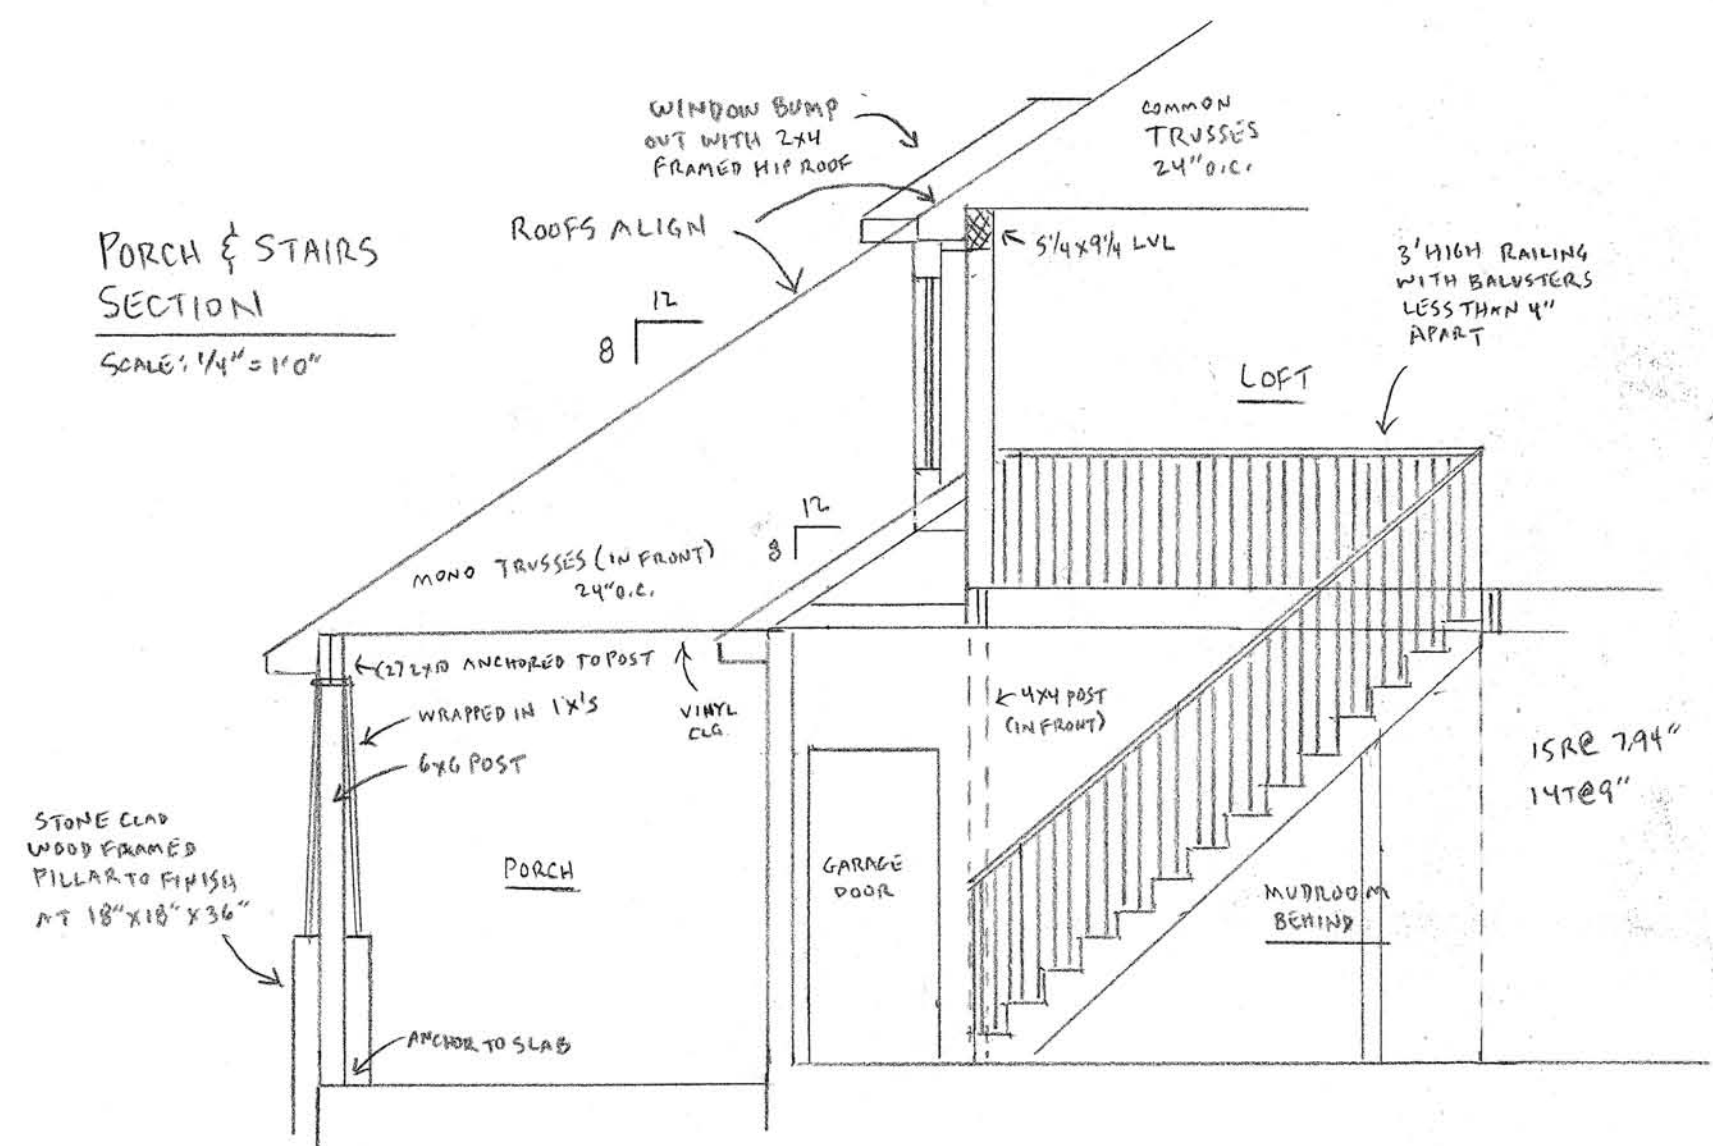 PORCH & STAIRS
SECTION
SCALE: 1/4" = 1'0"
WINDOW BUMP
OUT WITH 2X4
FRAMED HIP ROOF
COMMON
TRUSSES
24" O.C.
ROOFS ALIGN
5 1/4 X 9 1/4 LVL
3' HIGH RAILING
WITH BALUSTERS
LESS THAN 4"
APART
12
8
LOFT
12
8
MONO TRUSSES (IN FRONT)
24" O.C.
(2) 2X10 ANCHORED TO POST
WRAPPED IN 1X'S
VINYL
CLG.
4X4 POST
(IN FRONT)
6X6 POST
15R@ 7.94"
14T@9"
STONE CLAD
WOOD FRAMED
PILLAR TO FINISH
AT 18" X 18" X 36"
PORCH
GARAGE
DOOR
MUDROOM
BEHIND
ANCHOR TO SLAB